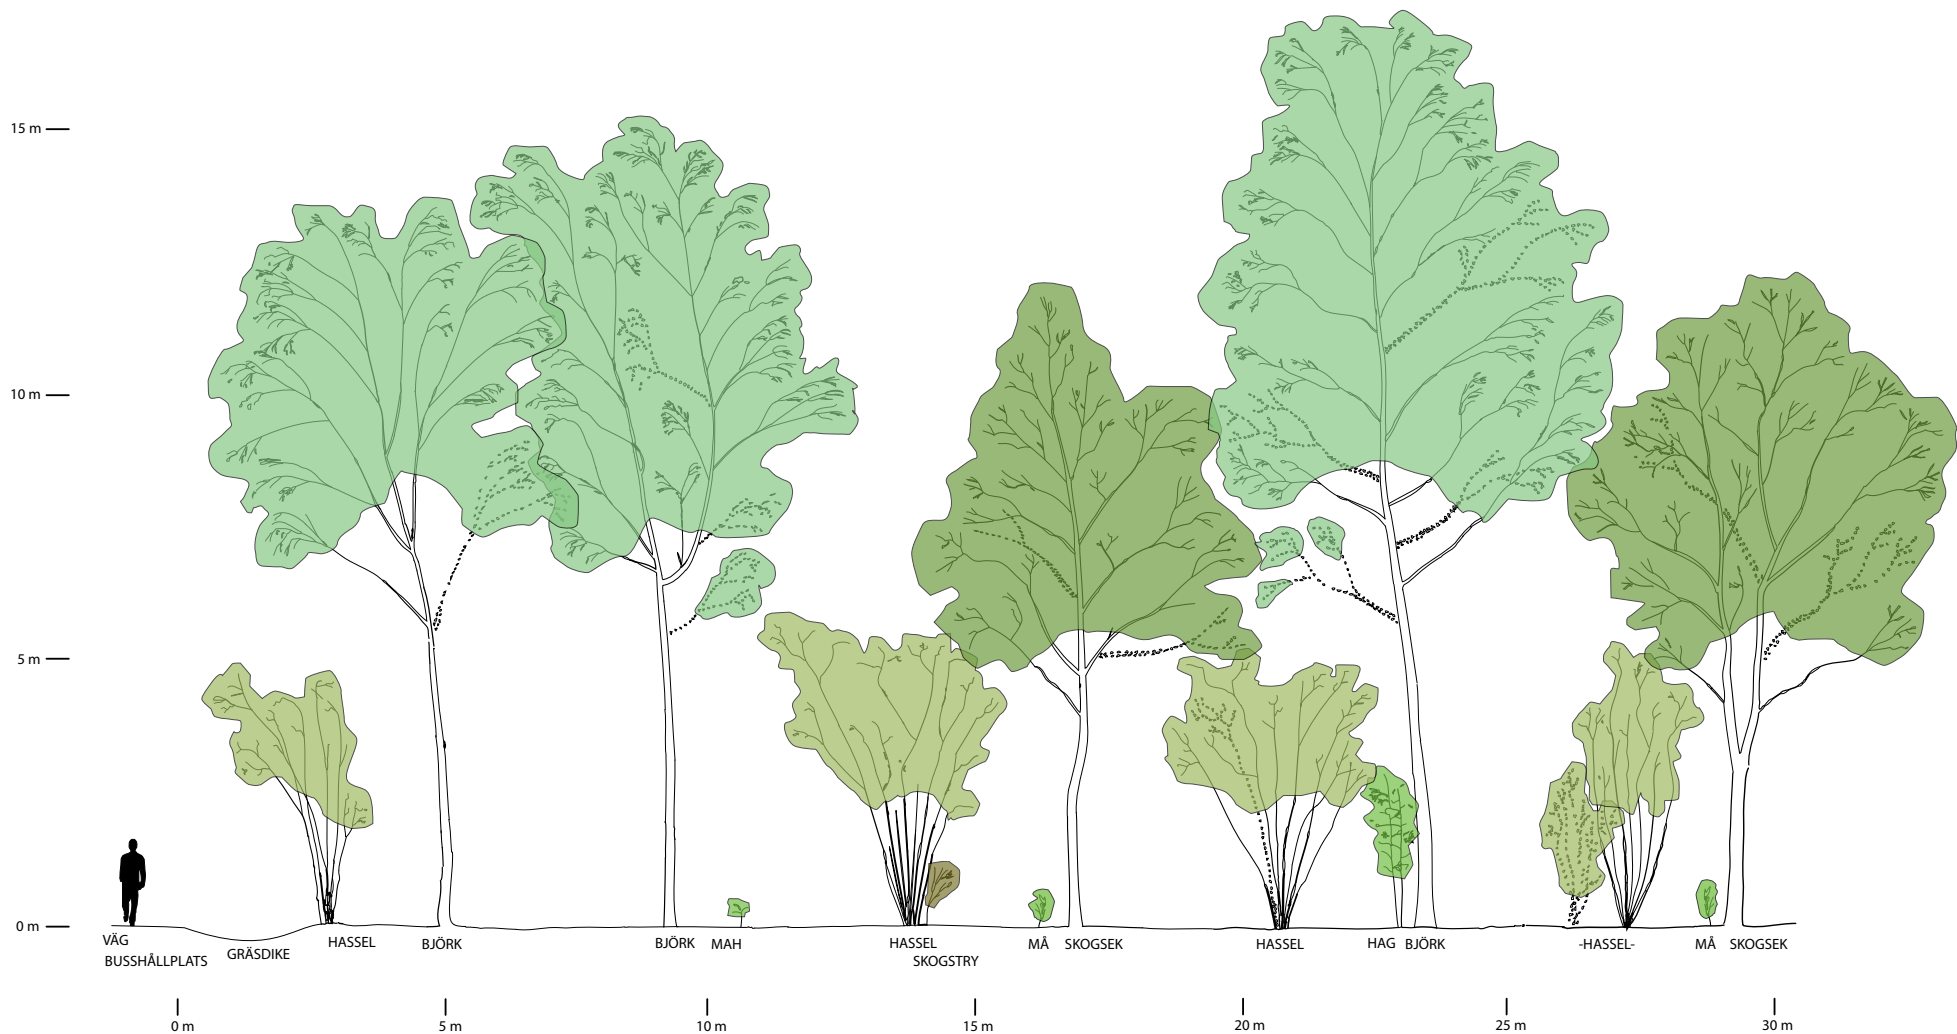 15 m
10 m
5 m
0 m
VÄG
BUSSHÅLLPLATS
GRÄSDIKE
HASSEL
BJÖRK
BJÖRK
MAH
HASSEL
SKOGSTRY
MÅ
SKOGSEK
HASSEL
HAG
BJÖRK
-HASSEL-
MÅ
SKOGSEK
0 m
5 m
10 m
15 m
20 m
25 m
30 m